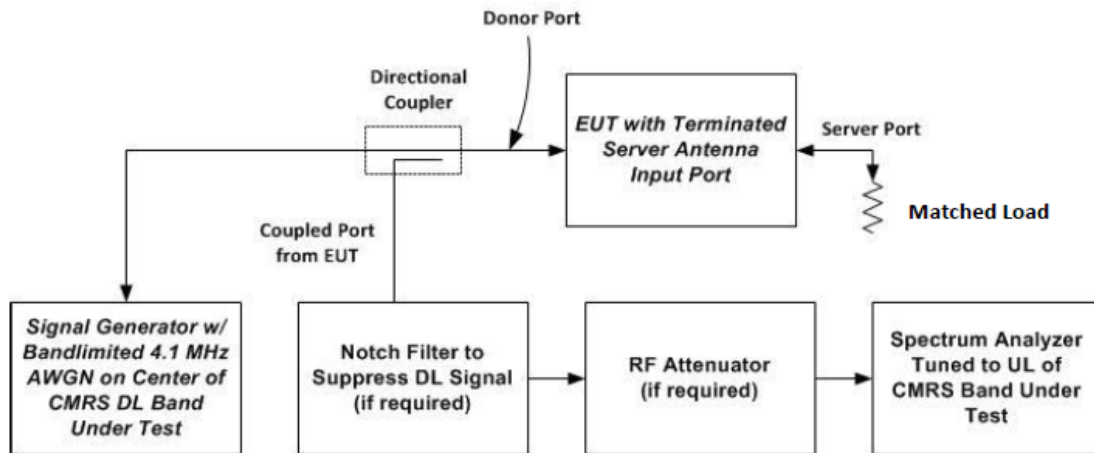 Donor Port
Directional
Coupler
EUT with Terminated
Server Antenna
Input Port
Server Port
Matched Load
Coupled Port
from EUT
Signal Generator w/
Bandlimited 4.1 MHz
AWGN on Center of
CMRS DL Band
Under Test
Notch Filter to
Suppress DL Signal
(if required)
RF Attenuator
(if required)
Spectrum Analyzer
Tuned to UL of
CMRS Band Under
Test